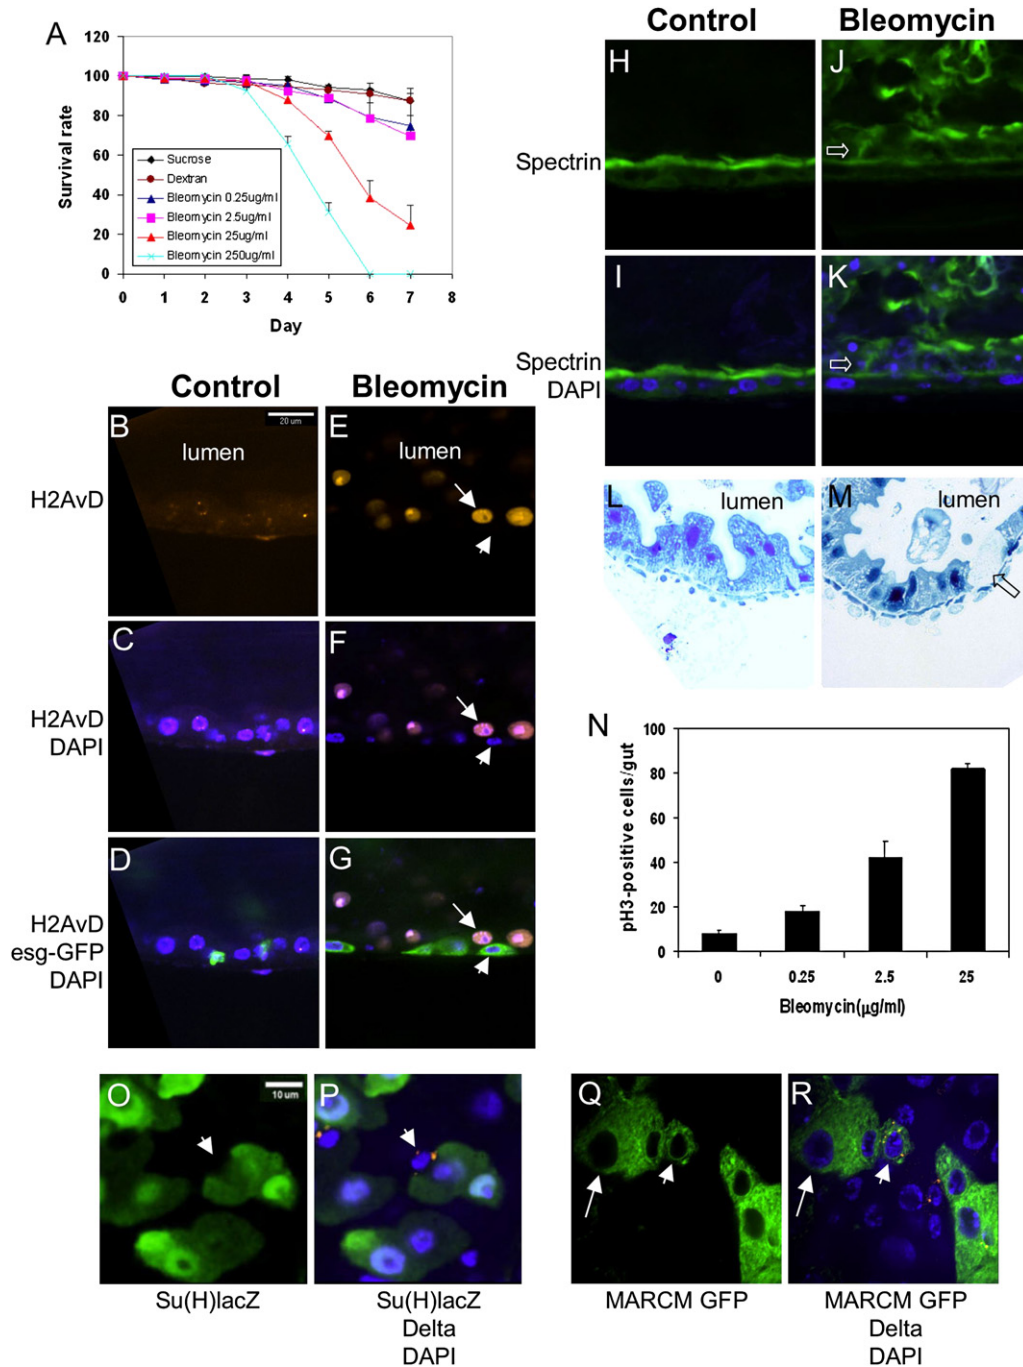 A
120
100
80
60
40
20
0
Survival rate
Sucrose
Dextran
Bleomycin 0.25ug/ml
Bleomycin 2.5ug/ml
Bleomycin 25ug/ml
Bleomycin 250ug/ml
0 1 2 3 4 5 6 7 8
Day
Control Bleomycin
B E
20 um
lumen lumen
H2AvD
C F
H2AvD
DAPI
D G
H2AvD
esg-GFP
DAPI
Control Bleomycin
H J
Spectrin
I K
Spectrin
DAPI
L lumen M lumen
N
100
80
60
40
20
0
pH3-positive cells/gut
0 0.25 2.5 25
Bleomycin(μg/ml)
O P
10 um
Su(H)lacZ Su(H)lacZ
Delta
DAPI
Q R
MARCM GFP MARCM GFP
Delta
DAPI